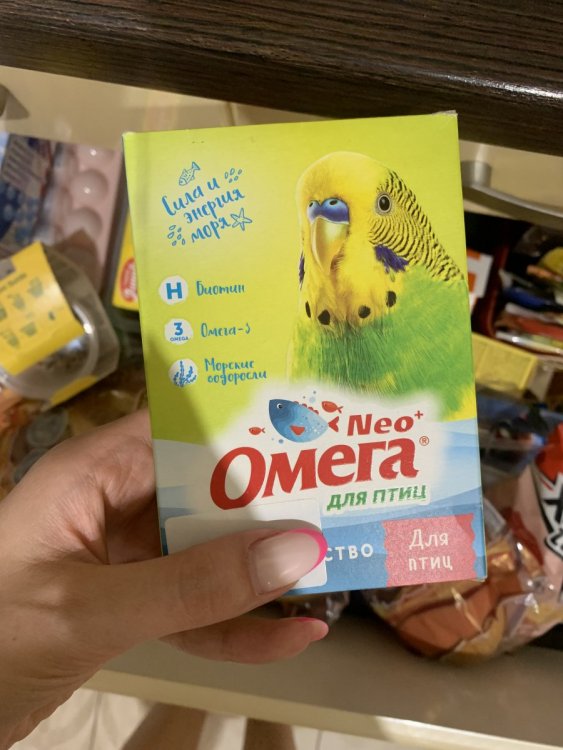 Сила и
энергия
моря
H
Биотин
3
OMEGA
Омега-3
Морские
водоросли
Neo+
Омега®
для птиц
СТВО
Для
птиц